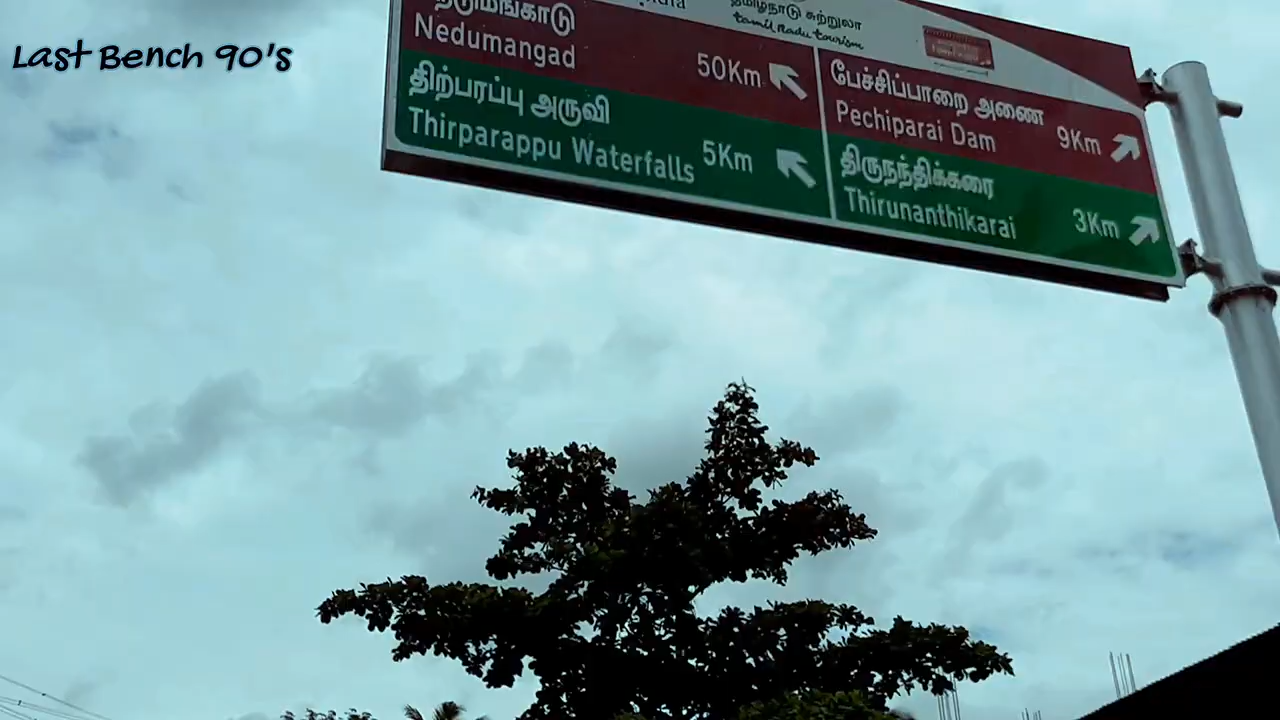 Last Bench 90's
தமிழ்நாடு சுற்றுலா
tamil nadu tourism
நெடுமங்காடு
Nedumangad 50Km
திற்பரப்பு அருவி
Thirparappu Waterfalls 5Km
பேச்சிப்பாறை அணை
Pechiparai Dam 9Km
திருநந்திக்கரை
Thirunanthikarai 3Km